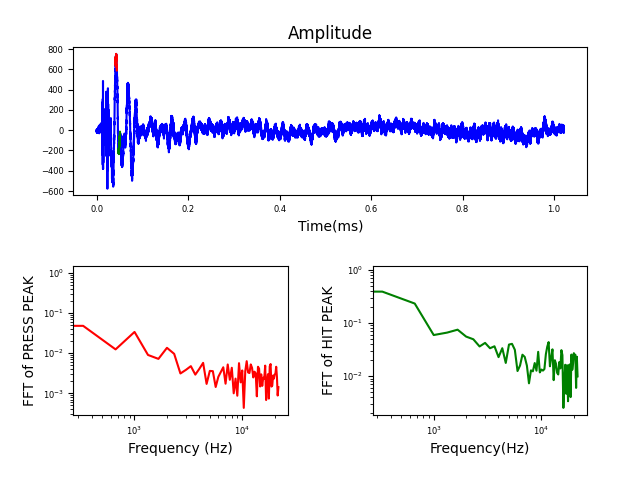 Amplitude
800
600
400
200
0
−200
−400
−600
0.0 0.2 0.4 0.6 0.8 1.0
Time(ms)
FFT of PRESS PEAK
10⁰
10⁻¹
10⁻²
10⁻³
10³ 10⁴
Frequency (Hz)
FFT of HIT PEAK
10⁰
10⁻¹
10⁻²
10³ 10⁴
Frequency(Hz)